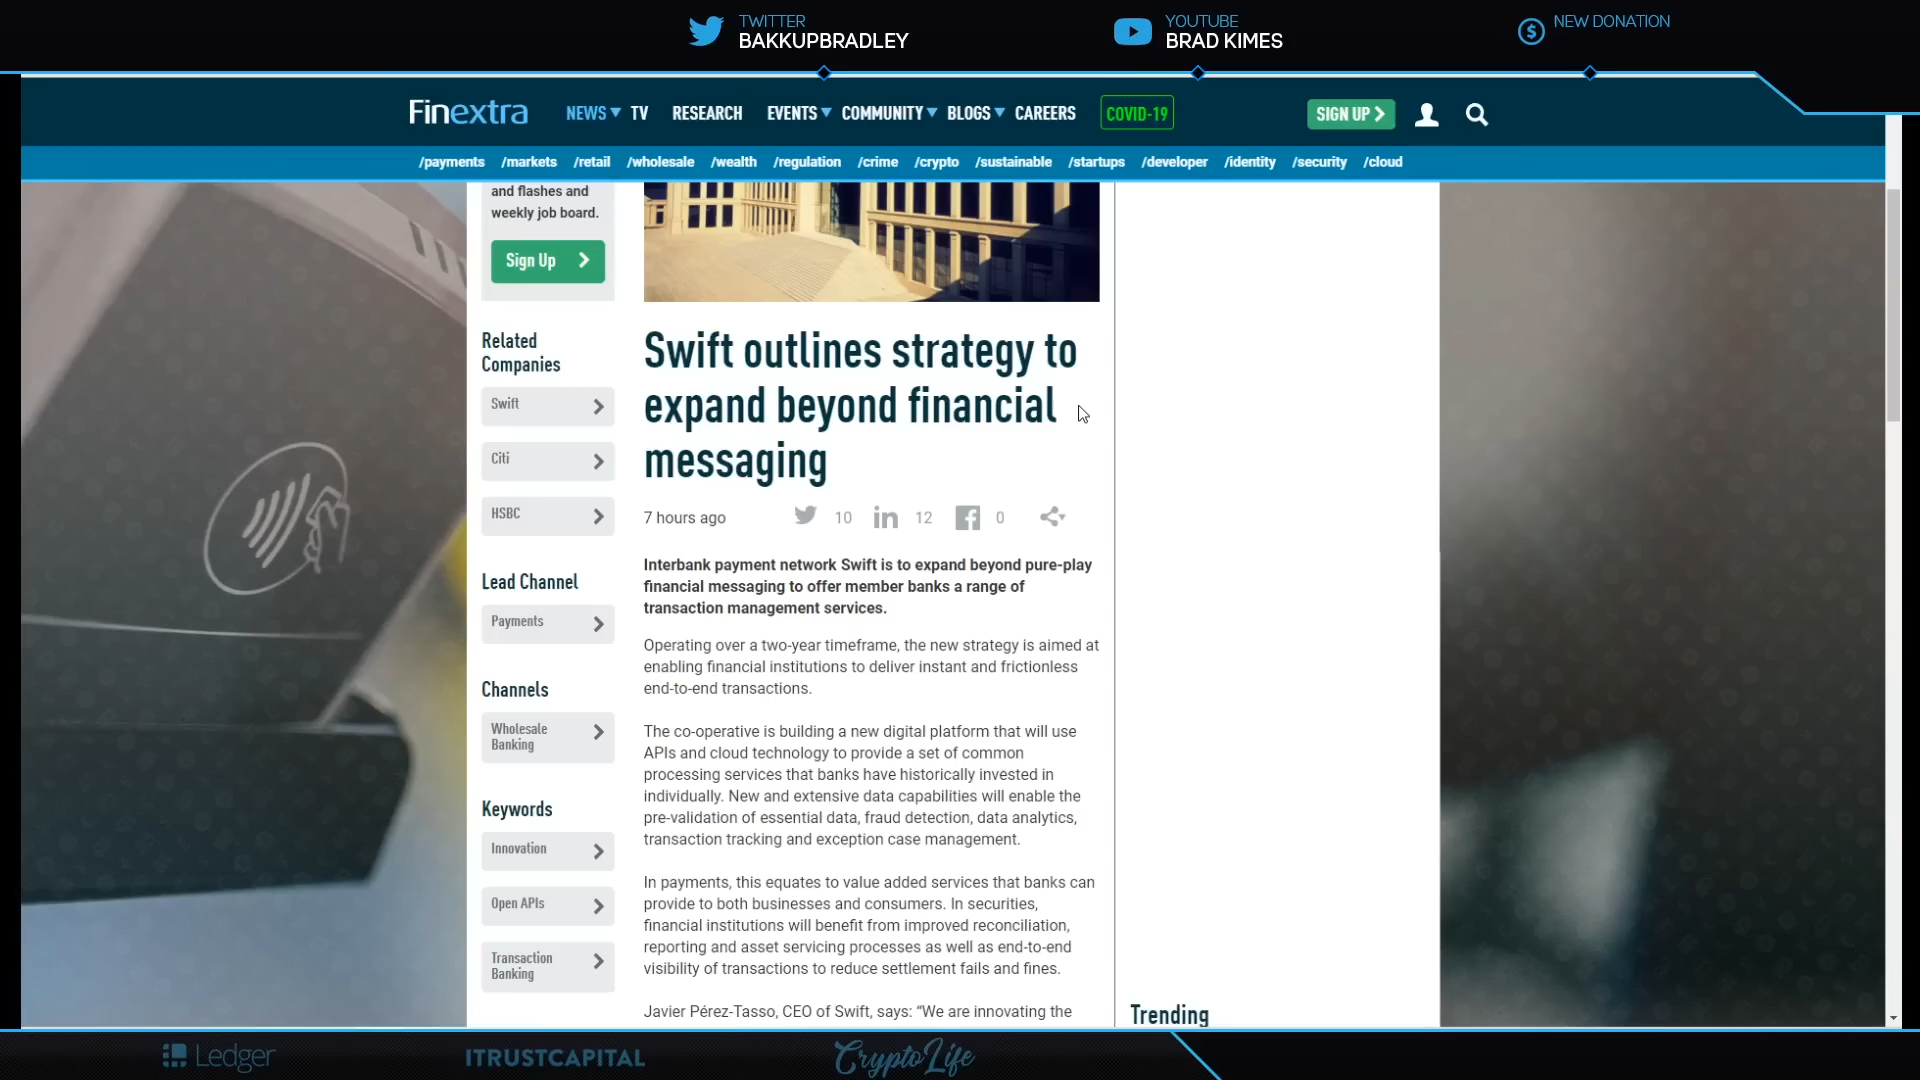 TWITTER
BAKKUPBRADLEY
YOUTUBE
BRAD KIMES
NEW DONATION
Finextra
NEWS TV RESEARCH EVENTS COMMUNITY BLOGS CAREERS COVID-19 SIGN UP
/payments /markets /retail /wholesale /wealth /regulation /crime /crypto /sustainable /startups /developer /identity /security /cloud
and flashes and
weekly job board.
Sign Up
Related
Companies
Swift
Citi
HSBC
Lead Channel
Payments
Channels
Wholesale
Banking
Keywords
Innovation
Open APIs
Transaction
Banking
Swift outlines strategy to
expand beyond financial
messaging
7 hours ago 10 12 0
Interbank payment network Swift is to expand beyond pure-play
financial messaging to offer member banks a range of
transaction management services.
Operating over a two-year timeframe, the new strategy is aimed at
enabling financial institutions to deliver instant and frictionless
end-to-end transactions.
The co-operative is building a new digital platform that will use
APIs and cloud technology to provide a set of common
processing services that banks have historically invested in
individually. New and extensive data capabilities will enable the
pre-validation of essential data, fraud detection, data analytics,
transaction tracking and exception case management.
In payments, this equates to value added services that banks can
provide to both businesses and consumers. In securities,
financial institutions will benefit from improved reconciliation,
reporting and asset servicing processes as well as end-to-end
visibility of transactions to reduce settlement fails and fines.
Javier Pérez-Tasso, CEO of Swift, says: “We are innovating the
Trending
Ledger
ITRUSTCAPITAL
CryptoLife